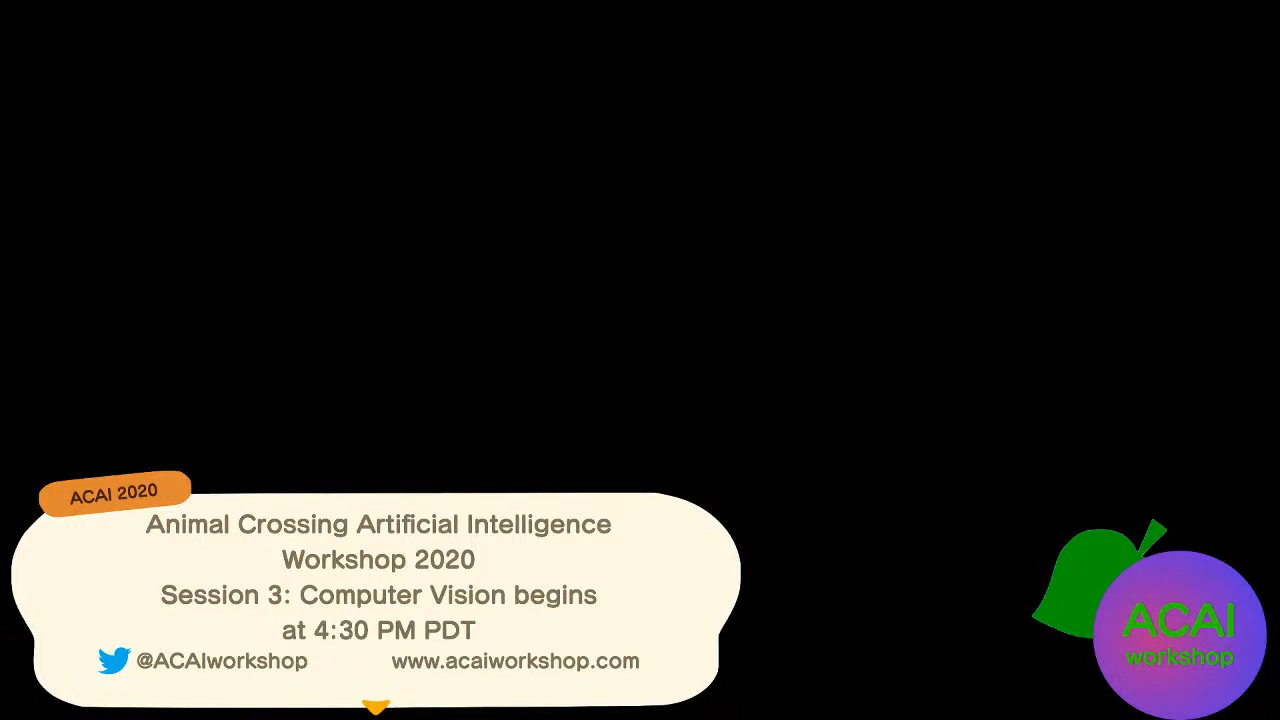 ACAI 2020
Animal Crossing Artificial Intelligence
Workshop 2020
Session 3: Computer Vision begins
at 4:30 PM PDT
@ACAIworkshop www.acaiworkshop.com
ACAI
workshop